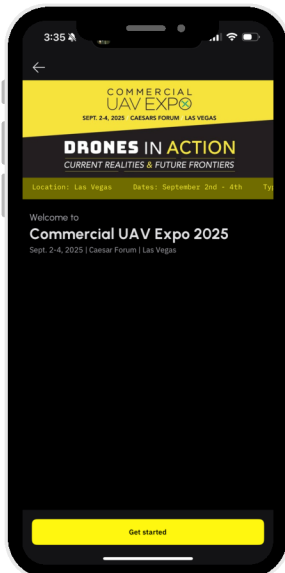 3:35
COMMERCIAL
UAV EXPO
SEPT. 2-4, 2025 CAESARS FORUM LAS VEGAS
DRONES IN ACTION
CURRENT REALITIES & FUTURE FRONTIERS
Location: Las Vegas Dates: September 2nd - 4th Ty
Welcome to
Commercial UAV Expo 2025
Sept. 2-4, 2025 | Caesar Forum | Las Vegas
Get started